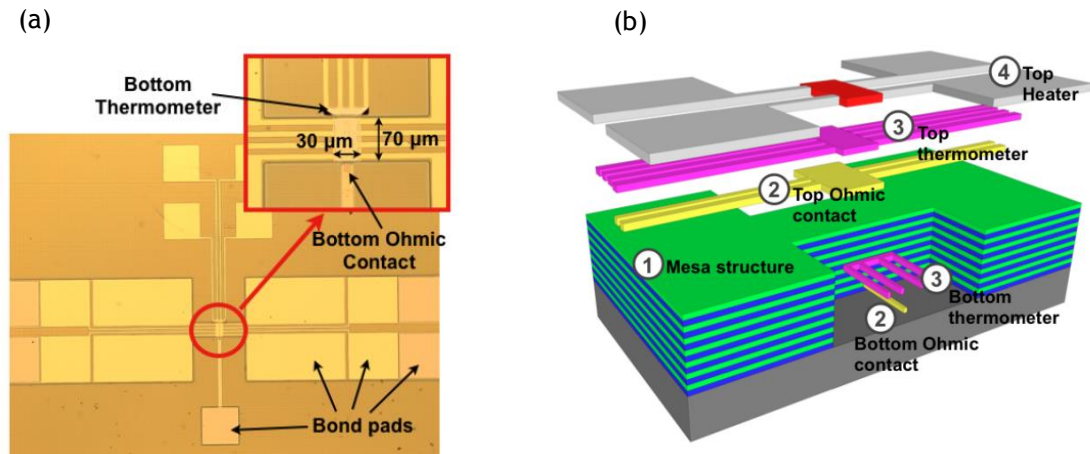 (a)
Bottom
Thermometer
30 µm
70 µm
Bottom Ohmic
Contact
Bond pads
(b)
4 Top
Heater
3 Top
thermometer
2 Top Ohmic
contact
1 Mesa structure
3
Bottom
thermometer
2
Bottom Ohmic
contact